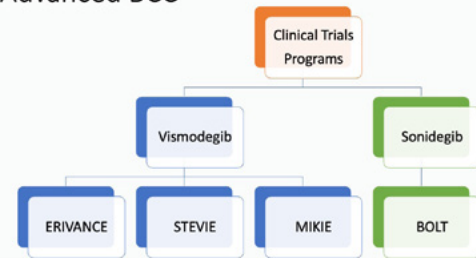 Advanced BCC
Clinical Trials
Programs
Vismodegib
Sonidegib
ERIVANCE
STEVIE
MIKIE
BOLT